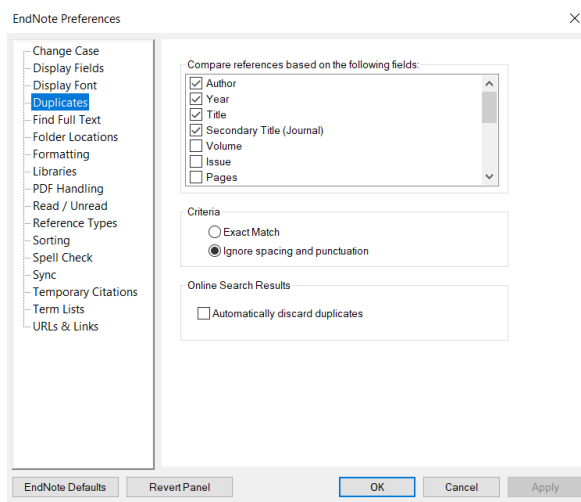 EndNote Preferences
Change Case
Display Fields
Display Font
Duplicates
Find Full Text
Folder Locations
Formatting
Libraries
PDF Handling
Read / Unread
Reference Types
Sorting
Spell Check
Sync
Temporary Citations
Term Lists
URLs & Links
Compare references based on the following fields:
Author
Year
Title
Secondary Title (Journal)
Volume
Issue
Pages
Criteria
Exact Match
Ignore spacing and punctuation
Online Search Results
Automatically discard duplicates
EndNote Defaults
Revert Panel
OK
Cancel
Apply